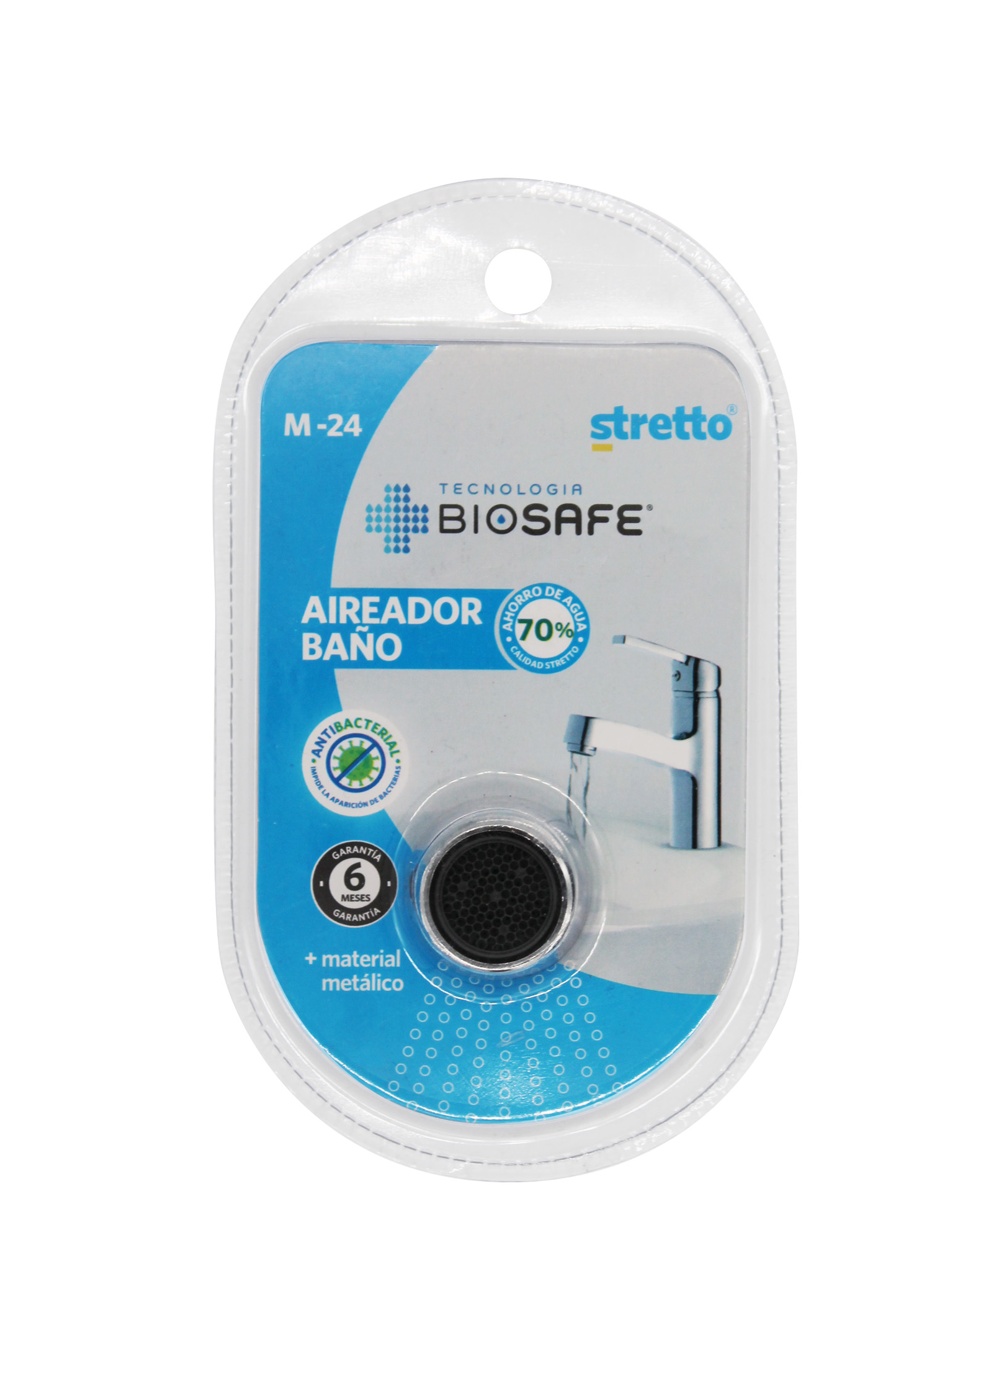 M-24
stretto®
TECNOLOGIA
BIOSAFE®
AIREADOR
BAÑO
AHORRO DE AGUA
70%
CALIDAD STRETTO
ANTIBACTERIAL
IMPIDE LA APARICIÓN DE BACTERIAS
GARANTÍA
6
MESES
GARANTÍA
+ material
metálico